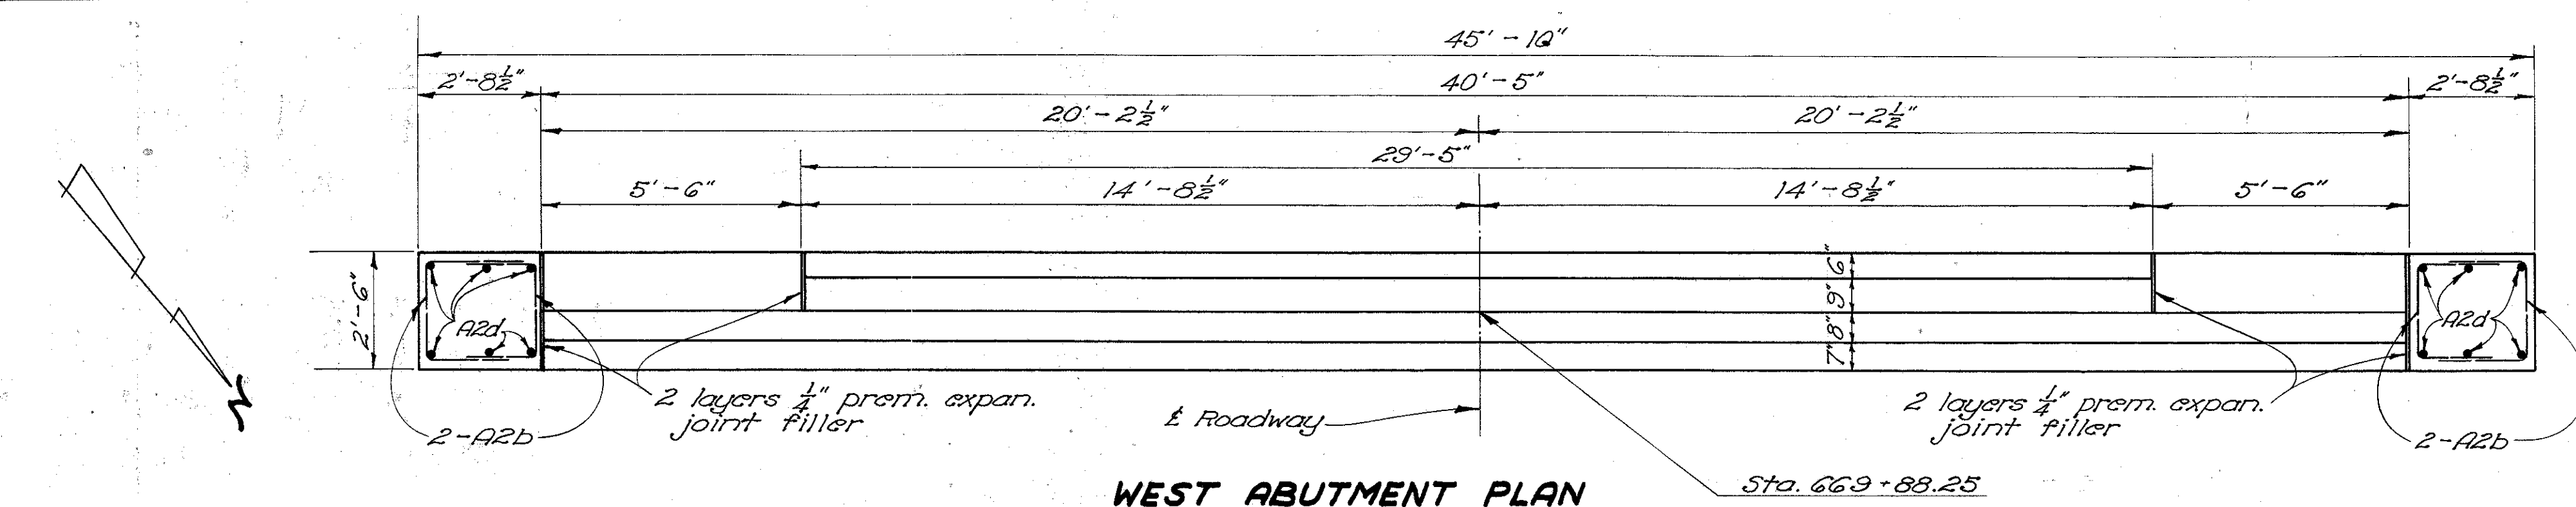 45'-10"
2'-8½"
40'-5"
2'-8½"
20'-2½"
20'-2½"
29'-5"
5'-6"
14'-8½"
14'-8½"
5'-6"
2'-6"
6"
9"
8"
7"
A2d
A2d
2 layers ¼" prem. expan.
joint filler
2-A2b
℄ Roadway
2 layers ¼" prem. expan.
joint filler
2-A2b
Sta. 669+88.25
WEST ABUTMENT PLAN
N